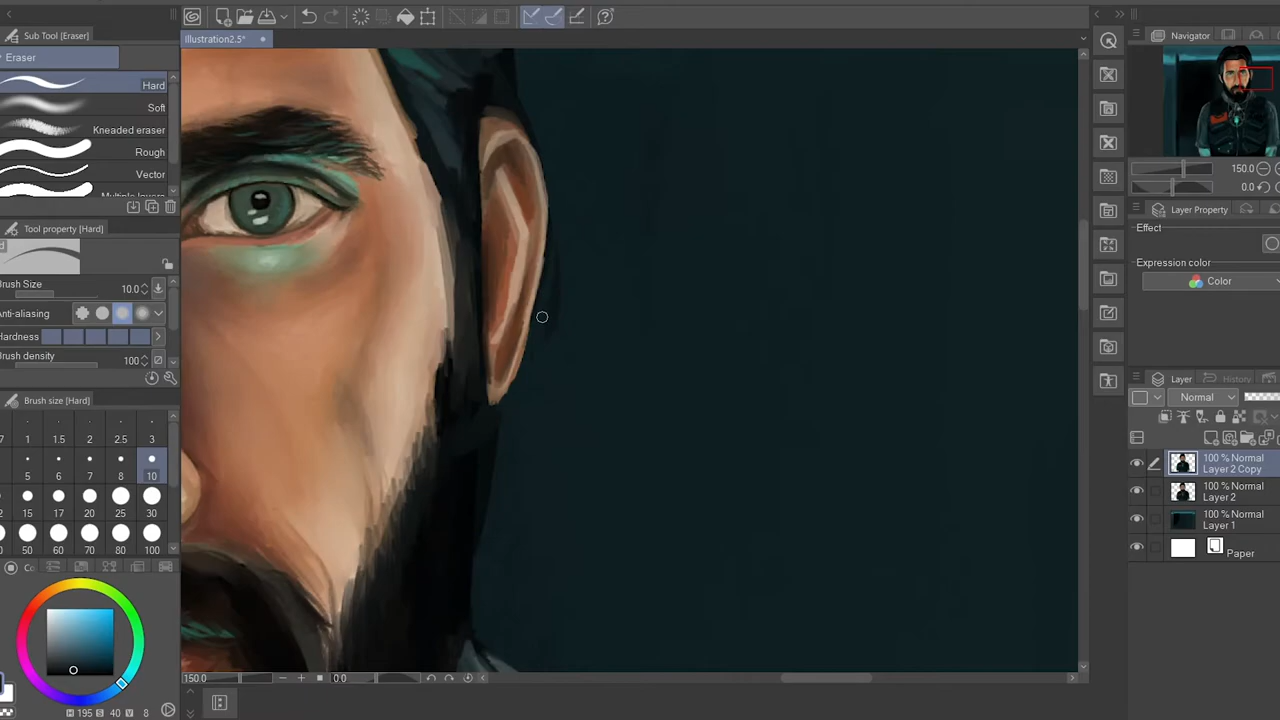 Sub Tool [Eraser]
Eraser
Hard
Soft
Kneaded eraser
Rough
Vector
Tool property [Hard]
Brush Size
10.0
Anti-aliasing
Hardness
Brush density
100
Brush size [Hard]
1
1.5
2
2.5
3
5
6
7
8
10
15
17
20
25
30
50
60
70
80
100
H 195 S 40 V 8
Illustration2.5*
150.0
0.0
Navigator
150.0
0.0
Layer Property
Effect
Expression color
Color
Layer
History
Normal
100 % Normal
Layer 2 Copy
100 % Normal
Layer 2
100 % Normal
Layer 1
Paper